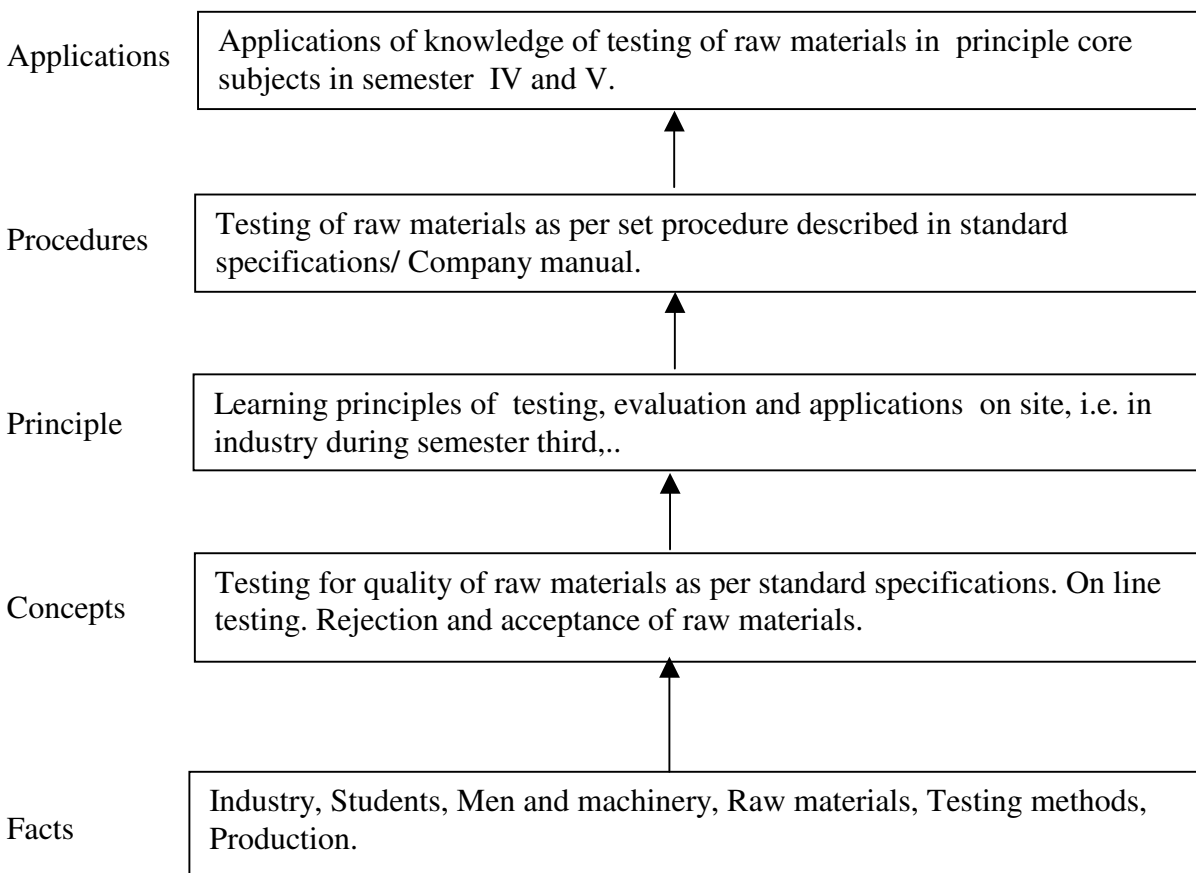 Applications
Applications of knowledge of testing of raw materials in principle core
subjects in semester IV and V.
Procedures
Testing of raw materials as per set procedure described in standard
specifications/ Company manual.
Principle
Learning principles of testing, evaluation and applications on site, i.e. in
industry during semester third,..
Concepts
Testing for quality of raw materials as per standard specifications. On line
testing. Rejection and acceptance of raw materials.
Facts
Industry, Students, Men and machinery, Raw materials, Testing methods,
Production.